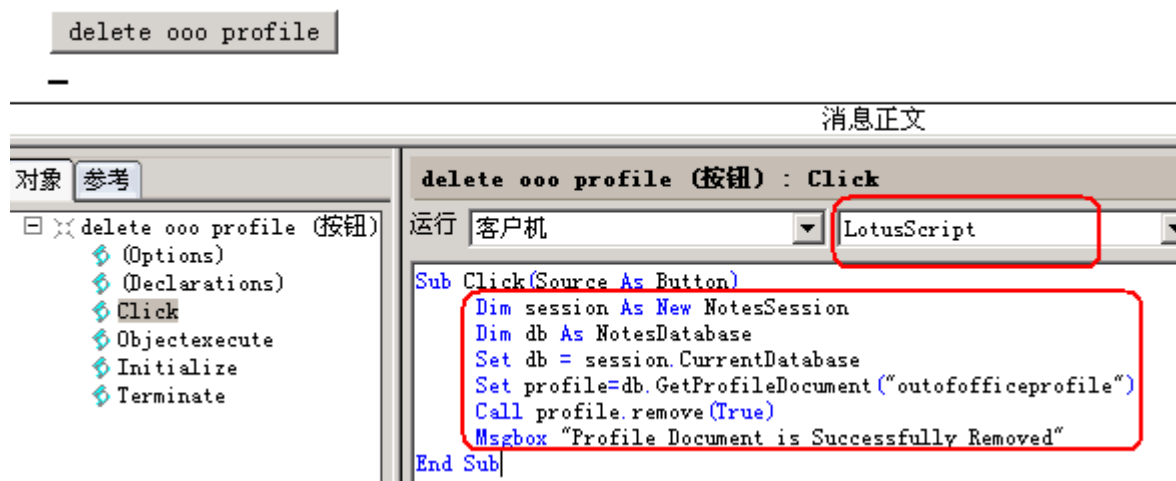 delete ooo profile
消息正文
对象 参考
delete ooo profile (按钮)
(Options)
(Declarations)
Click
Objectexecute
Initialize
Terminate
delete ooo profile (按钮) : Click
运行 客户机 LotusScript
Sub Click(Source As Button)
Dim session As New NotesSession
Dim db As NotesDatabase
Set db = session.CurrentDatabase
Set profile=db.GetProfileDocument("outofofficeprofile")
Call profile.remove(True)
Msgbox "Profile Document is Successfully Removed"
End Sub